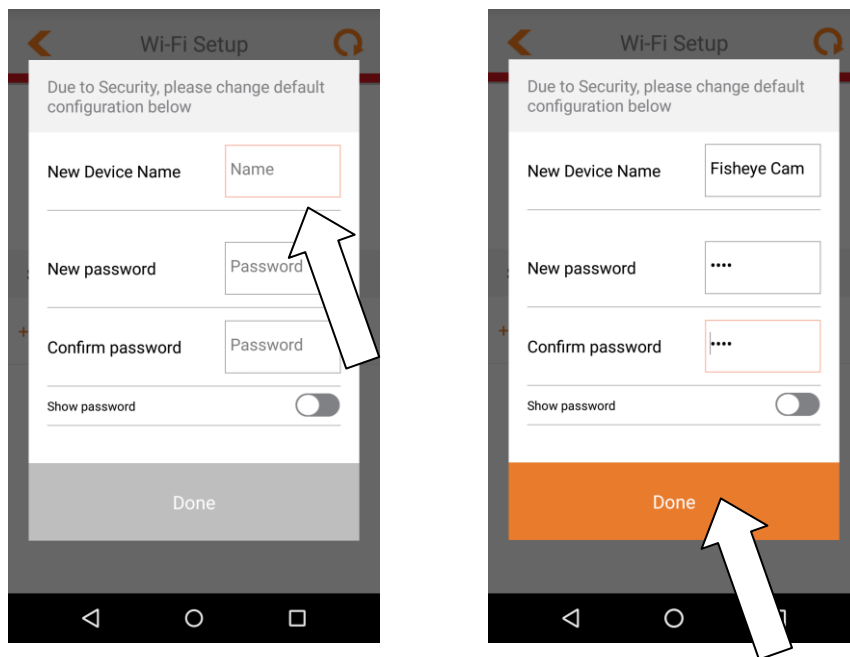 Wi-Fi Setup
Due to Security, please change default
configuration below
New Device Name
Name
New password
Password
Confirm password
Password
Show password
Done
Wi-Fi Setup
Due to Security, please change default
configuration below
New Device Name
Fisheye Cam
New password
••••
Confirm password
••••
Show password
Done